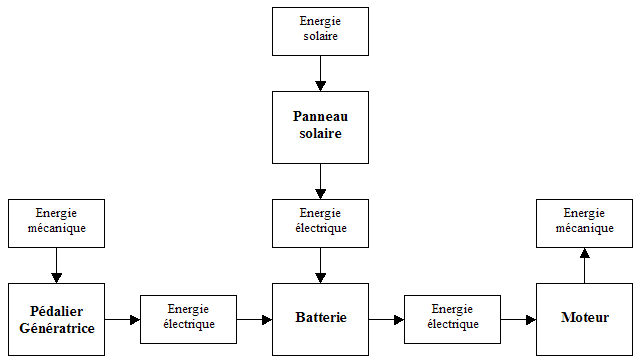 Energie
solaire
Panneau
solaire
Energie
mécanique
Energie
électrique
Energie
mécanique
Pédalier
Génératrice
Energie
électrique
Batterie
Energie
électrique
Moteur